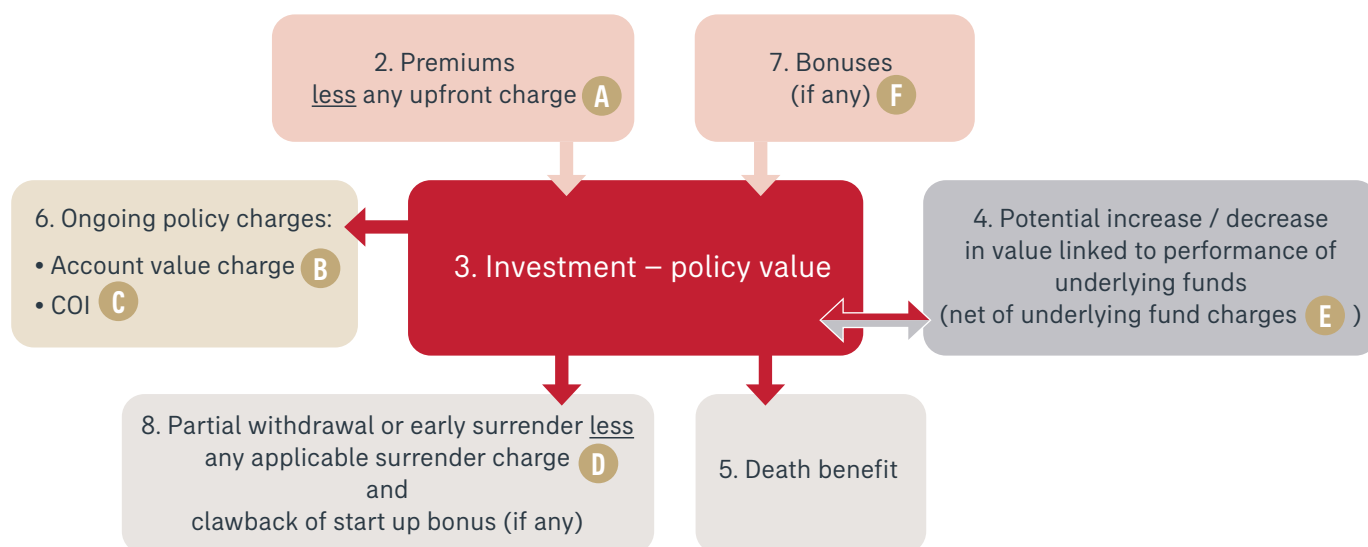 2. Premiums
less any upfront charge A
7. Bonuses
(if any) F
6. Ongoing policy charges:
• Account value charge B
• COI C
3. Investment – policy value
4. Potential increase / decrease
in value linked to performance of
underlying funds
(net of underlying fund charges E )
8. Partial withdrawal or early surrender less
any applicable surrender charge D
and
clawback of start up bonus (if any)
5. Death benefit